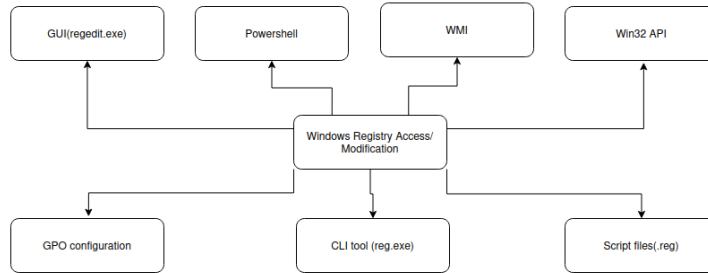 GUI(regedit.exe)
Powershell
WMI
Win32 API
Windows Registry Access/
Modification
GPO configuration
CLI tool (reg.exe)
Script files(.reg)